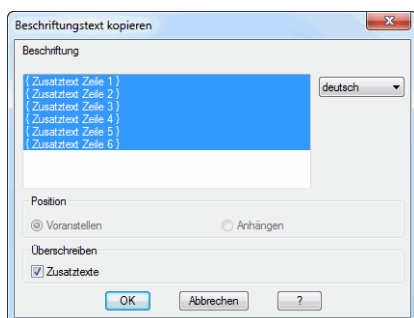 Beschriftungstext kopieren
Beschriftung
{ Zusatztext Zeile 1 }
{ Zusatztext Zeile 2 }
{ Zusatztext Zeile 3 }
{ Zusatztext Zeile 4 }
{ Zusatztext Zeile 5 }
{ Zusatztext Zeile 6 }
deutsch
Position
Voranstellen Anhängen
Überschreiben
Zusatztexte
OK Abbrechen ?